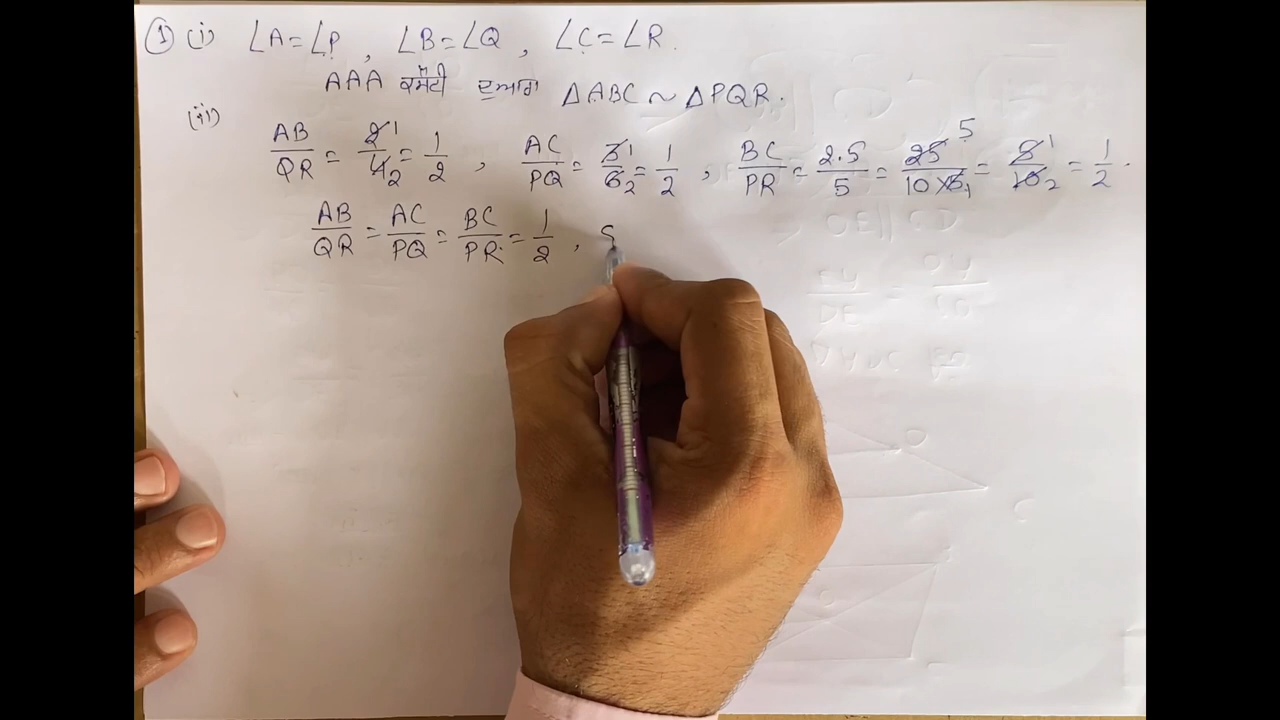 ① (i) ∠A=∠P, ∠B=∠Q, ∠C=∠R.
AAA ਕਸੌਟੀ ਦੁਆਰਾ ΔABC ~ ΔPQR.
(ii)
AB/QR = 2/4 = 1/2, AC/PQ = 3/6 = 1/2, BC/PR = 2.5/5 = 25/10×5 = 5/10 = 1/2.
AB/QR = AC/PQ = BC/PR = 1/2, S